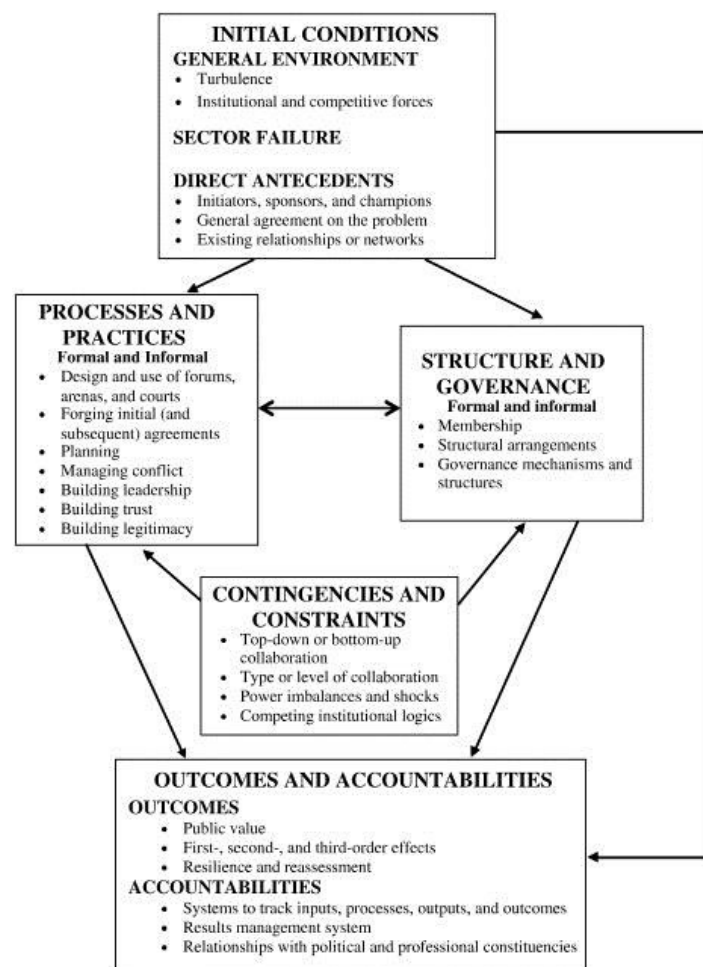 INITIAL CONDITIONS
GENERAL ENVIRONMENT
• Turbulence
• Institutional and competitive forces
SECTOR FAILURE
DIRECT ANTECEDENTS
• Initiators, sponsors, and champions
• General agreement on the problem
• Existing relationships or networks
PROCESSES AND
PRACTICES
Formal and Informal
• Design and use of forums,
arenas, and courts
• Forging initial (and
subsequent) agreements
• Planning
• Managing conflict
• Building leadership
• Building trust
• Building legitimacy
STRUCTURE AND
GOVERNANCE
Formal and informal
• Membership
• Structural arrangements
• Governance mechanisms and
structures
CONTINGENCIES AND
CONSTRAINTS
• Top-down or bottom-up
collaboration
• Type or level of collaboration
• Power imbalances and shocks
• Competing institutional logics
OUTCOMES AND ACCOUNTABILITIES
OUTCOMES
• Public value
• First-, second-, and third-order effects
• Resilience and reassessment
ACCOUNTABILITIES
• Systems to track inputs, processes, outputs, and outcomes
• Results management system
• Relationships with political and professional constituencies